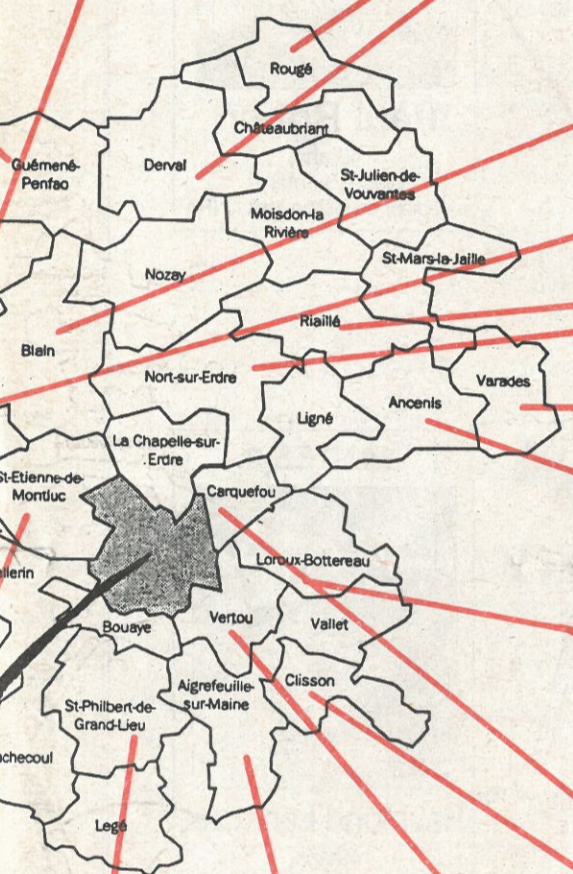 Rougé
Châteaubriant
Guémené-
Penfao
Derval
St-Julien-de-
Vouvantes
Moisdon-la
Rivière
St-Mars-la-Jaille
Nozay
Riaillé
Blain
Nort-sur-Erdre
Varades
Ancenis
Ligné
La Chapelle-sur-
Erdre
St-Etienne-de-
Montluc
Carquefou
Loroux-Bottereau
ellerin
Bouaye
Vertou
Vallet
Aigrefeuille-
sur-Maine
Clisson
St-Philbert-de-
Grand-Lieu
achecoul
Legé